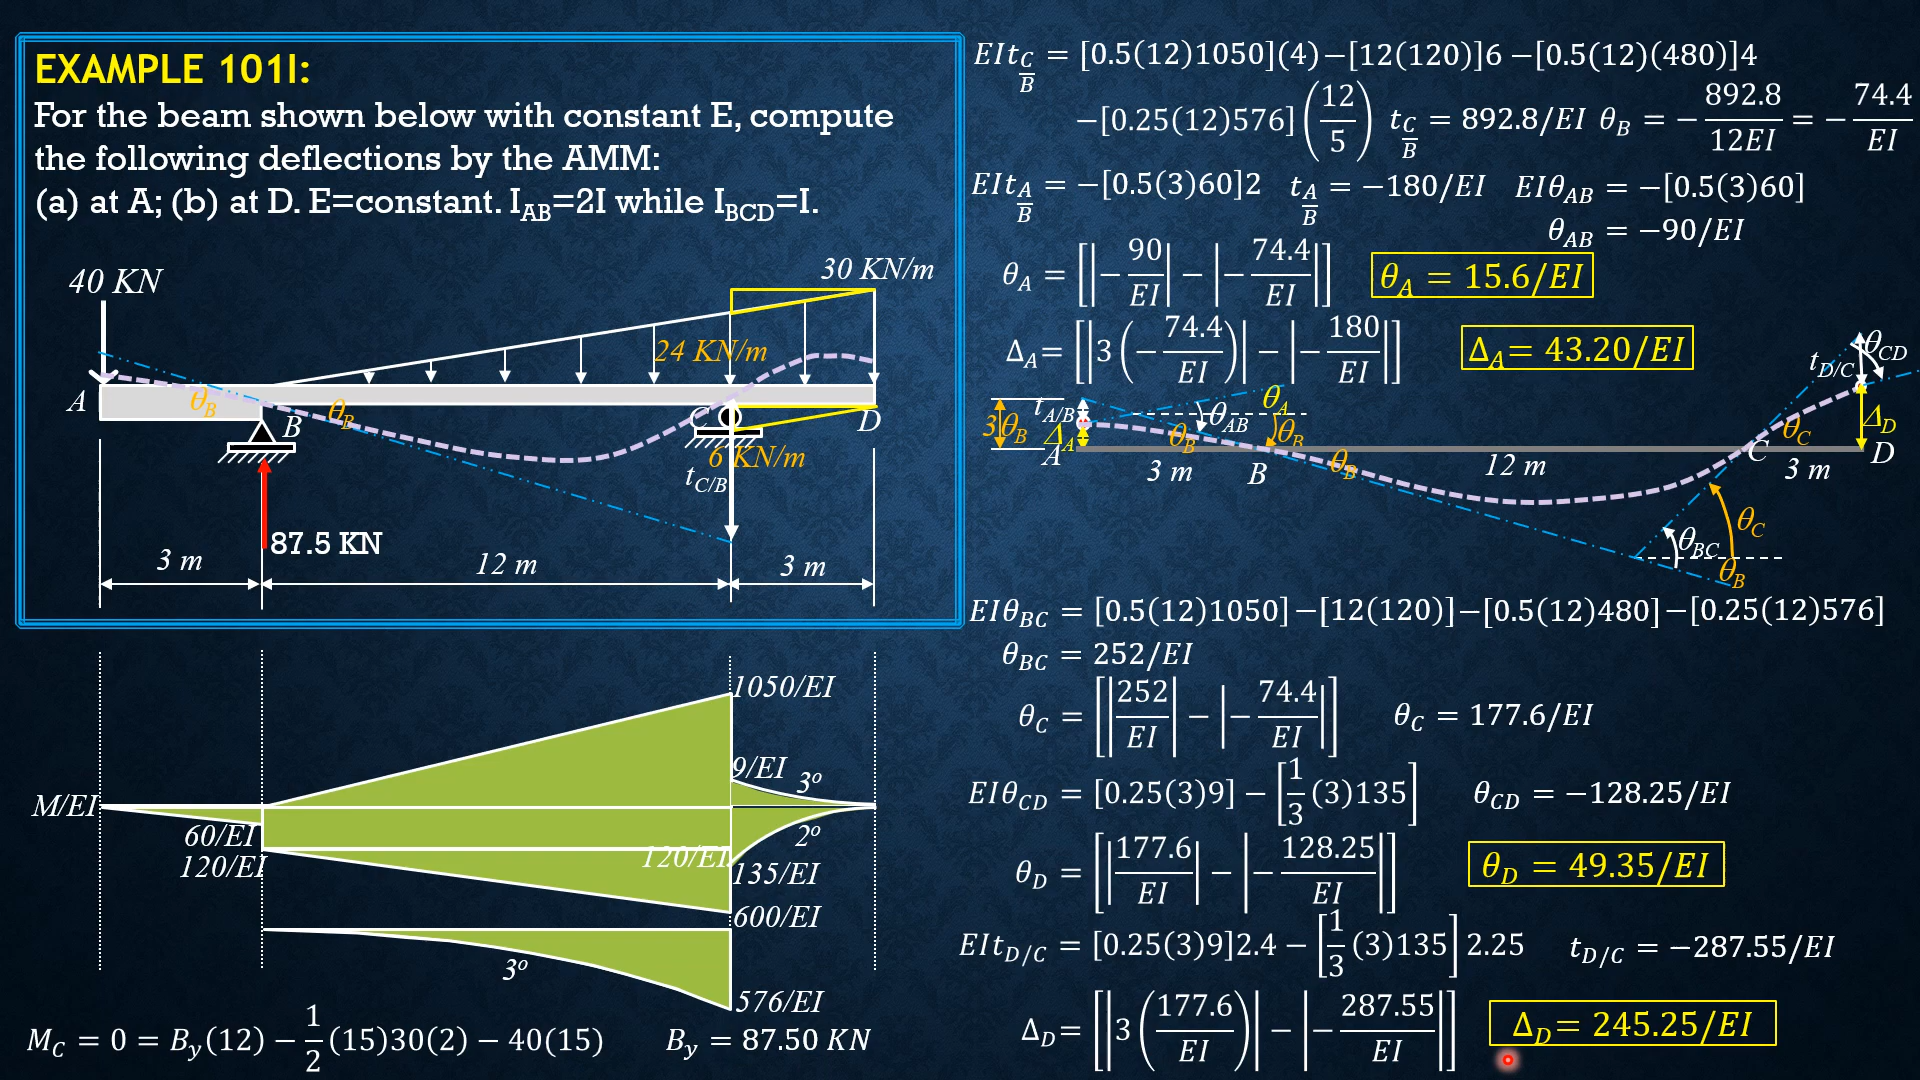 EXAMPLE 101I:
For the beam shown below with constant E, compute
the following deflections by the AMM:
(a) at A; (b) at D. E=constant. I_AB=2I while I_BCD=I.
40 KN
30 KN/m
24 KN/m
A
θ_B
B
θ_B
C
D
6 KN/m
t_C/B
87.5 KN
3 m
12 m
3 m
1050/EI
9/EI
3º
M/EI
60/EI
2º
120/EI
120/EI
135/EI
600/EI
3º
576/EI
M_C = 0 = B_y(12) − 1/2 (15)30(2) − 40(15)
B_y = 87.50 KN
EIt_C/B = [0.5(12)1050](4)−[12(120)]6 −[0.5(12)(480)]4
−[0.25(12)576](12/5) t_C/B = 892.8/EI θ_B = − 892.8/12EI = − 74.4/EI
EIt_A/B = −[0.5(3)60]2 t_A/B = −180/EI EIθ_AB = −[0.5(3)60]
θ_AB = −90/EI
θ_A = [|− 90/EI| − |− 74.4/EI|] θ_A = 15.6/EI
Δ_A= [|3(− 74.4/EI)| − |− 180/EI|] Δ_A= 43.20/EI
θ_CD
t_D/C
3θ_B
t_A/B
θ_AB
θ_A
Δ_A
θ_B
θ_B
θ_C
Δ_D
A
3 m
B
θ_B
12 m
C
3 m
D
θ_C
θ_BC
θ_B
EIθ_BC = [0.5(12)1050]−[12(120)]−[0.5(12)480]−[0.25(12)576]
θ_BC = 252/EI
θ_C = [|252/EI| − |− 74.4/EI|] θ_C = 177.6/EI
EIθ_CD = [0.25(3)9] − [1/3 (3)135] θ_CD = −128.25/EI
θ_D = [|177.6/EI| − |− 128.25/EI|] θ_D = 49.35/EI
EIt_D/C = [0.25(3)9]2.4 − [1/3 (3)135] 2.25 t_D/C = −287.55/EI
Δ_D= [|3(177.6/EI)| − |− 287.55/EI|] Δ_D= 245.25/EI